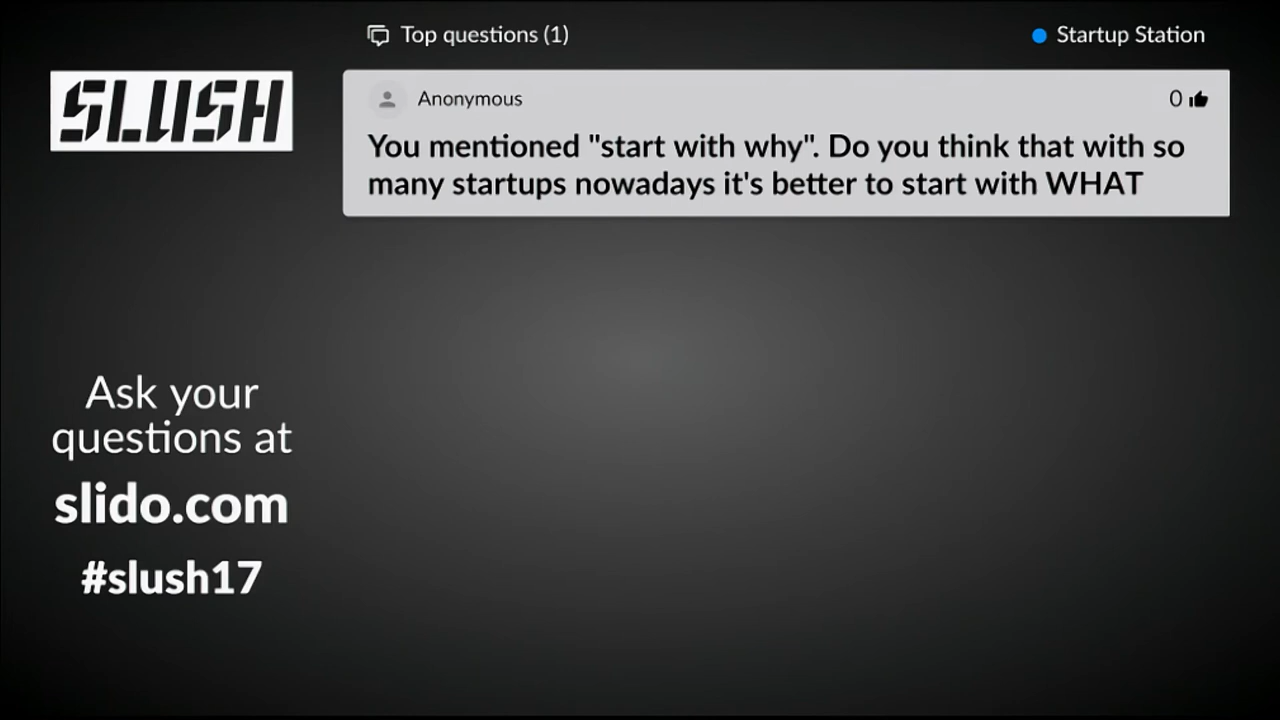 Top questions (1)
Startup Station
SLUSH
Anonymous
0
You mentioned "start with why". Do you think that with so
many startups nowadays it's better to start with WHAT
Ask your
questions at
slido.com
#slush17